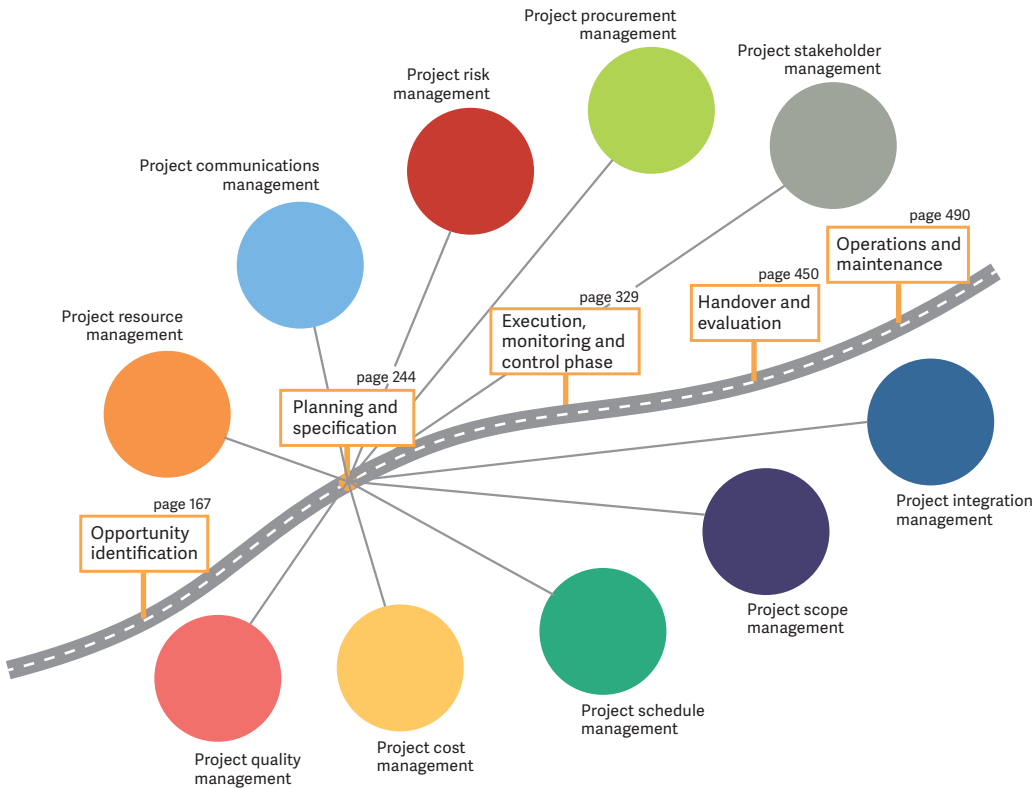 Project procurement
management
Project stakeholder
management
Project risk
management
Project communications
management
page 490
Operations and
maintenance
page 450
Handover and
evaluation
page 329
Execution,
monitoring and
control phase
Project resource
management
page 244
Planning and
specification
page 167
Opportunity
identification
Project integration
management
Project scope
management
Project schedule
management
Project cost
management
Project quality
management